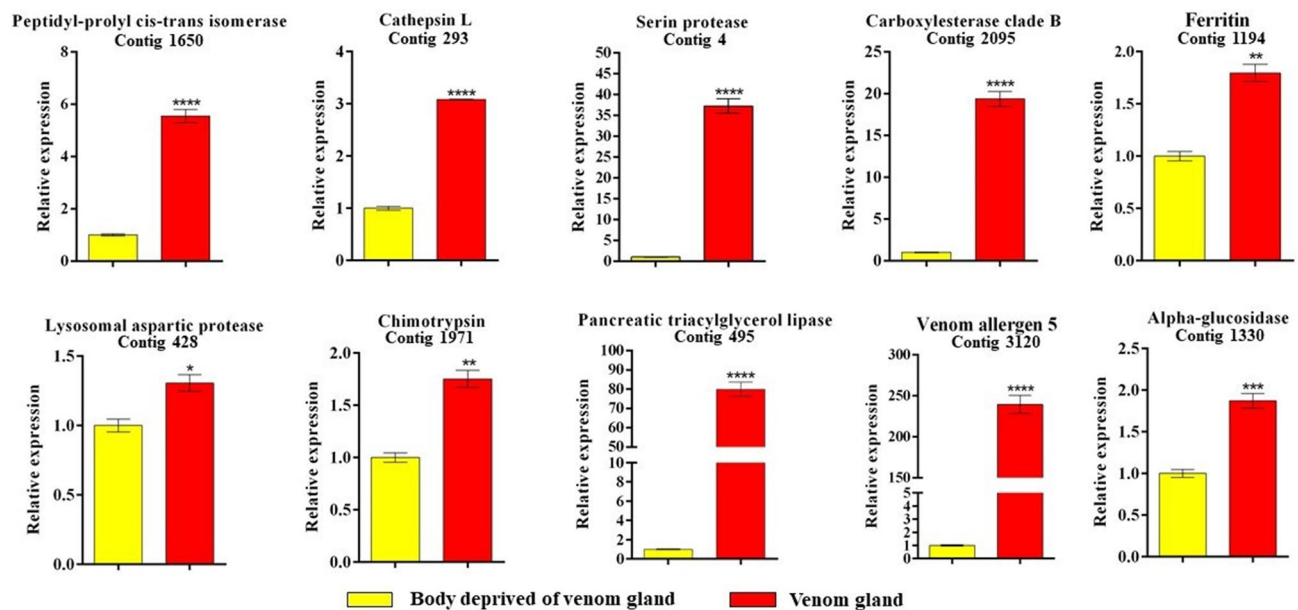 Peptidyl-prolyl cis-trans isomerase
Contig 1650
Relative expression
8
6
4
2
0
****
Cathepsin L
Contig 293
Relative expression
4
3
2
1
0
****
Serin protease
Contig 4
Relative expression
50
45
40
35
30
25
20
15
10
5
0
****
Carboxylesterase clade B
Contig 2095
Relative expression
25
20
15
10
5
0
****
Ferritin
Contig 1194
Relative expression
2.0
1.5
1.0
0.5
0.0
**
Lysosomal aspartic protease
Contig 428
Relative expression
1.5
1.0
0.5
0.0
*
Chimotrypsin
Contig 1971
Relative expression
2.0
1.5
1.0
0.5
0.0
**
Pancreatic triacylglycerol lipase
Contig 495
Relative expression
100
90
80
70
60
50
10
8
6
4
2
0
****
Venom allergen 5
Contig 3120
Relative expression
300
270
240
210
180
150
5
4
3
2
1
0
****
Alpha-glucosidase
Contig 1330
Relative expression
2.5
2.0
1.5
1.0
0.5
0.0
***
Body deprived of venom gland
Venom gland